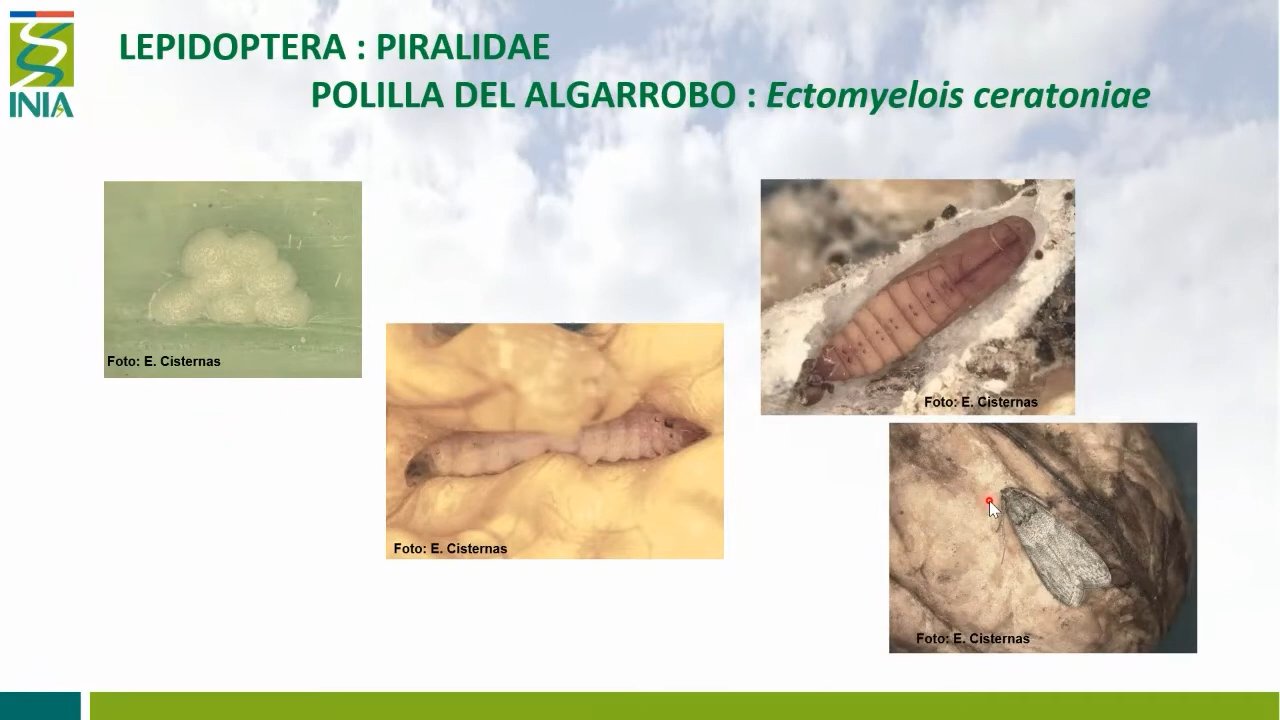 INIA
LEPIDOPTERA : PIRALIDAE
POLILLA DEL ALGARROBO : Ectomyelois ceratoniae
Foto: E. Cisternas
Foto: E. Cisternas
Foto: E. Cisternas
Foto: E. Cisternas